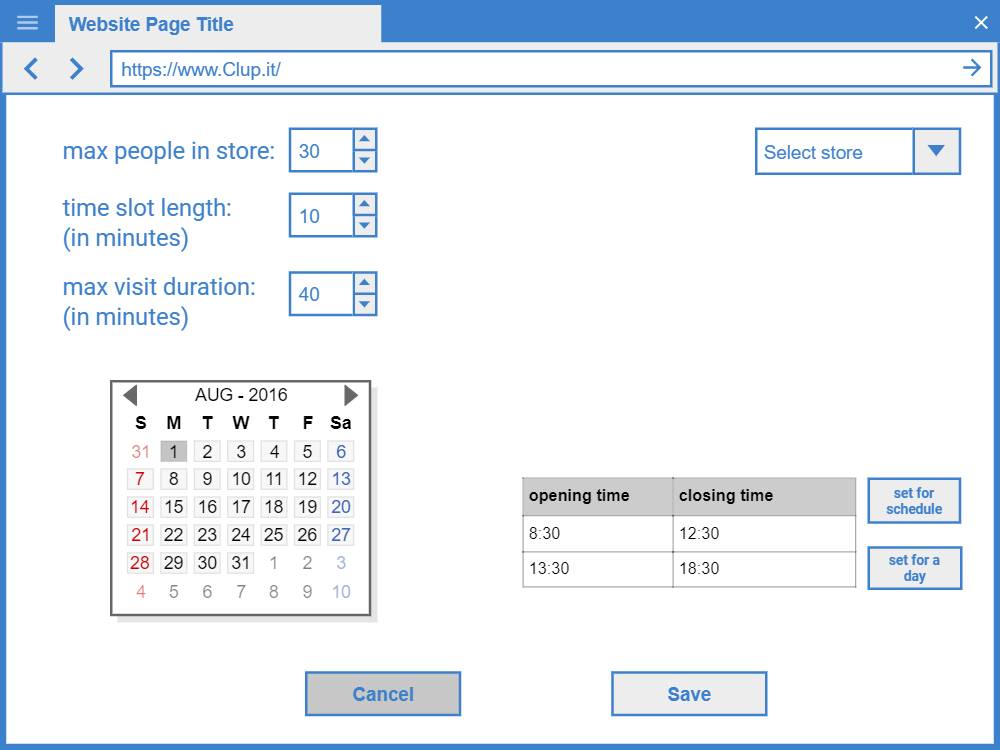 Website Page Title
https://www.Clup.it/
max people in store: 30
Select store
time slot length: 10
(in minutes)
max visit duration: 40
(in minutes)
AUG - 2016
S M T W T F Sa
31 1 2 3 4 5 6
7 8 9 10 11 12 13
14 15 16 17 18 19 20
21 22 23 24 25 26 27
28 29 30 31 1 2 3
4 5 6 7 8 9 10
opening time closing time
8:30 12:30
13:30 18:30
set for
schedule
set for a
day
Cancel
Save